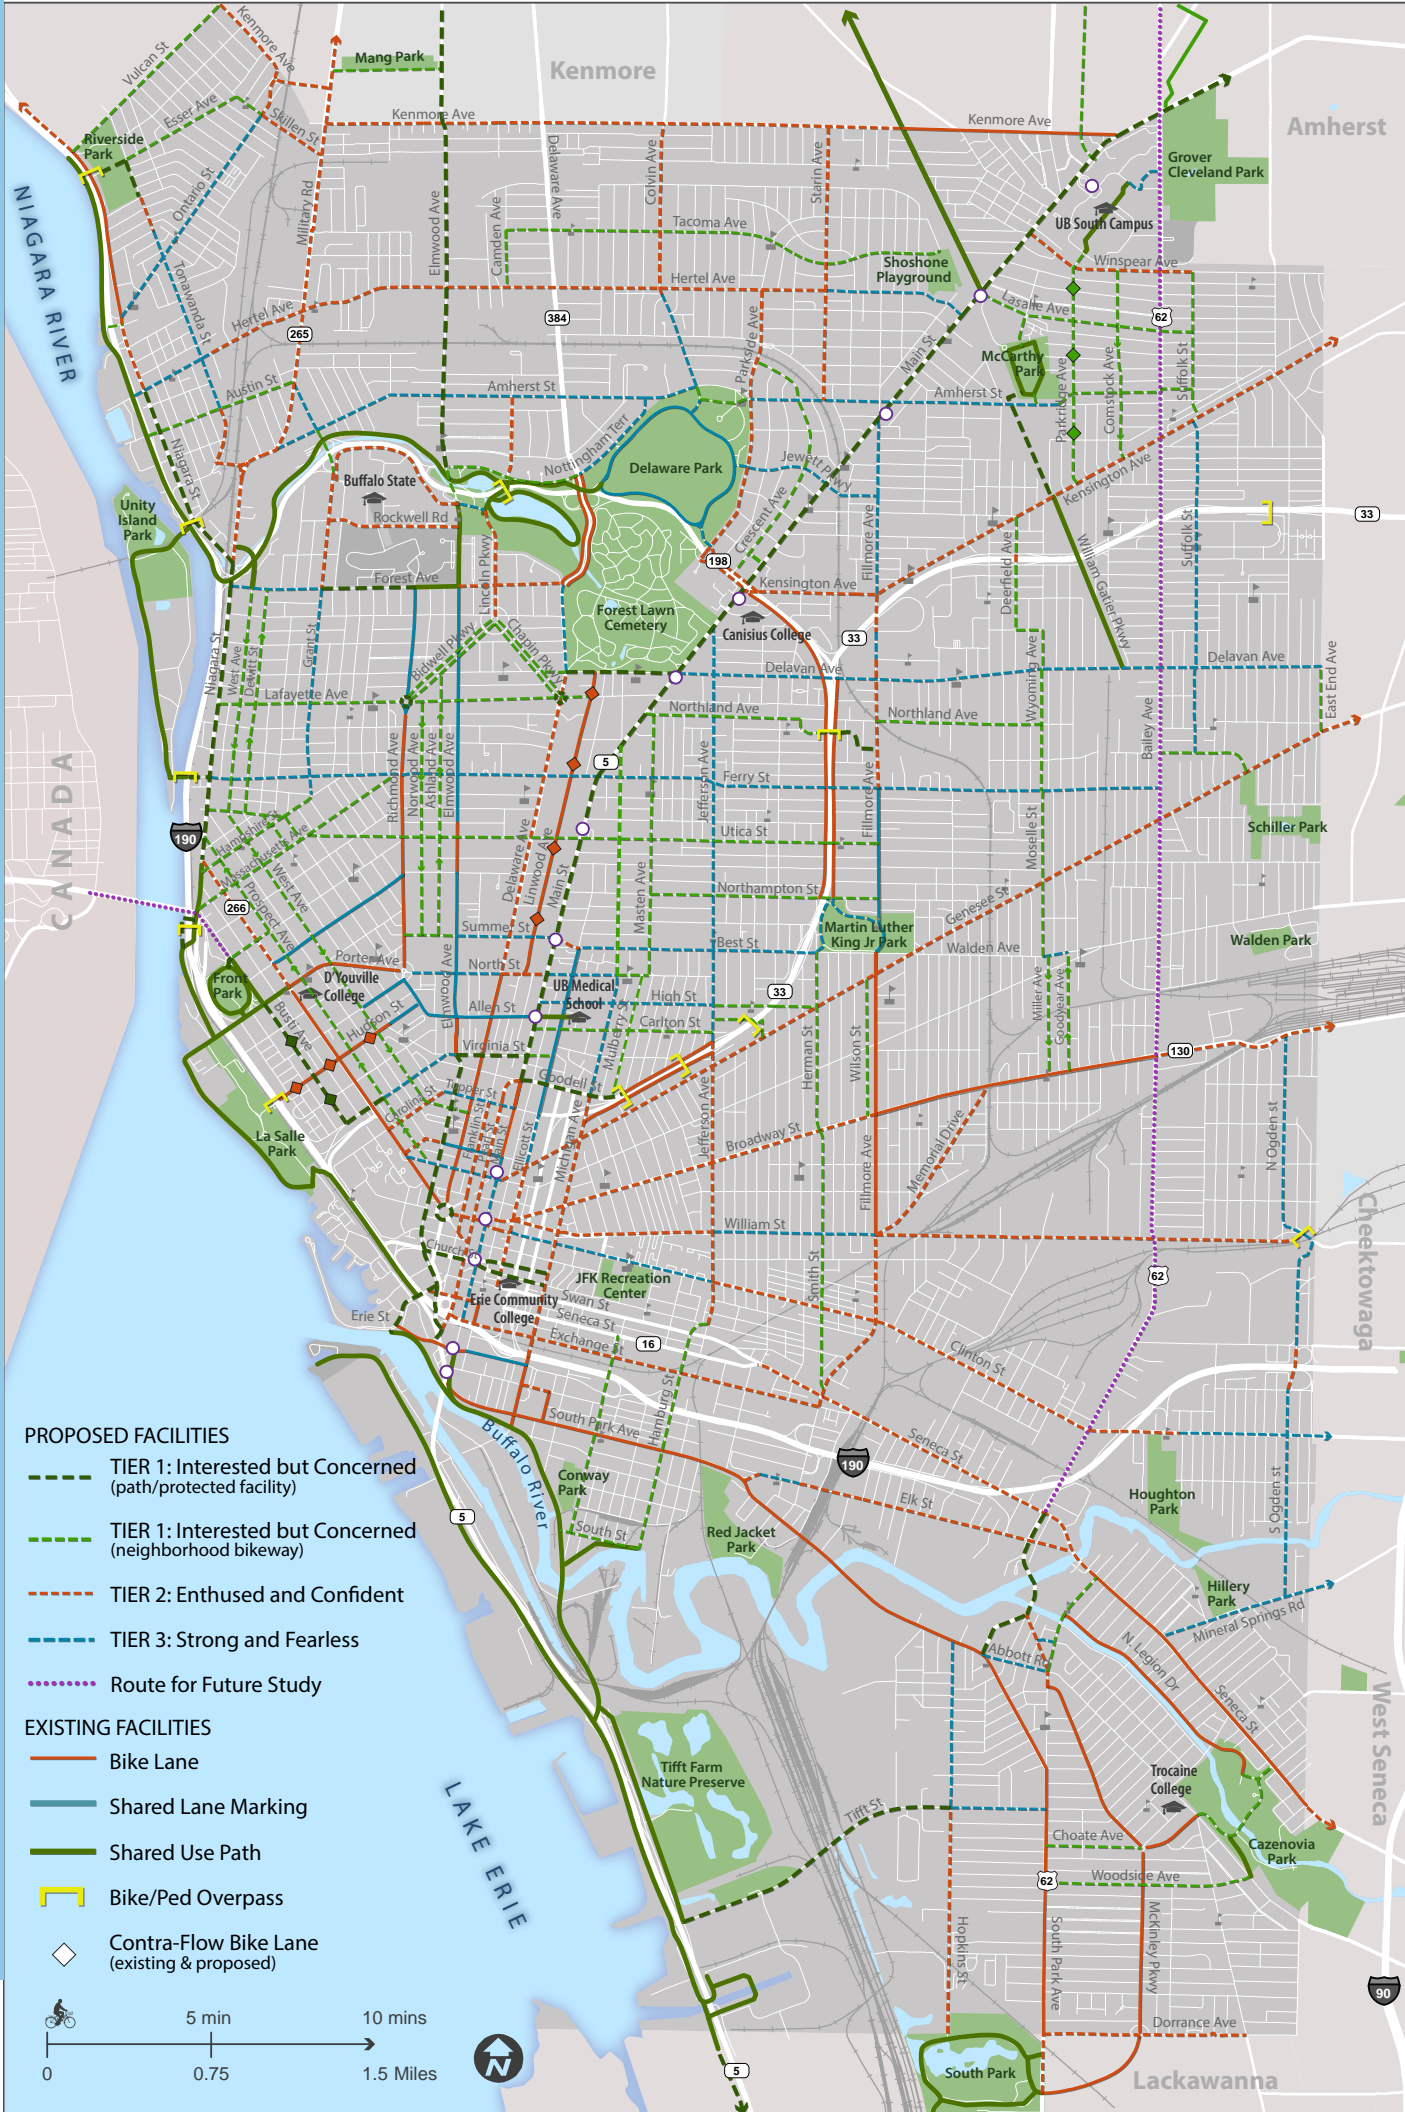 Kenmore Ave
Vulcan St
Mang Park
Kenmore
Esser Ave
Skillen St
Kenmore Ave
Kenmore Ave
Amherst
Riverside
Park
Grover
Cleveland Park
NIAGARA RIVER
Ontario St
Military Rd
Elmwood Ave
Camden Ave
Delaware Ave
Colvin Ave
Starin Ave
Tacoma Ave
UB South Campus
Shoshone
Playground
Winspear Ave
Tonawanda St
Hertel Ave
Hertel Ave
Lasalle Ave
265
384
62
Parkside Ave
Main St
McCarthy
Park
Parkridge Ave
Comstock Ave
Suffolk St
Austin St
Amherst St
Amherst St
Niagara St
Nottingham Terr
Delaware Park
Jewett Pkwy
Kensington Ave
Buffalo State
Rockwell Rd
Unity
Island
Park
Crescent Ave
Fillmore Ave
33
Suffolk St
William Gatier Pkwy
Deerfield Ave
198
Forest Ave
Lincoln Pkwy
Kensington Ave
Forest Lawn
Cemetery
Canisius College
33
Niagara St
West Ave
Dewitt St
Grant St
Bidwell Pkwy
Chapin Pkwy
Delavan Ave
Delavan Ave
Wyoming Ave
East End Ave
Lafayette Ave
Northland Ave
Northland Ave
Bailey Ave
CANADA
Richmond Ave
Norwood Ave
Ashland Ave
Elmwood Ave
5
Jefferson Ave
Ferry St
Fillmore Ave
Moselle St
190
Hampshire St
Massachusetts Ave
Delaware Ave
Linwood Ave
Main St
Utica St
Schiller Park
Masten Ave
Northampton St
Genesee St
266
West Ave
Prospect Ave
Summer St
Martin Luther
King Jr Park
Best St
Walden Ave
Walden Park
Porter Ave
North St
Front
Park
D'Youville
College
UB Medical
School
33
Busti Ave
Hudson St
Elmwood Ave
Allen St
High St
Carlton St
Miller Ave
Goodyear Ave
Mulberry St
Virginia St
Herman St
Wilson St
130
Goodell St
Tupper St
Carolina St
La Salle
Park
Franklin St
Pearl St
Main St
Ellicott St
Michigan Ave
Jefferson Ave
Broadway St
Fillmore Ave
Memorial Drive
N Ogden st
William St
Church St
Smith St
Cheektowaga
62
JFK Recreation
Center
Erie Community
College
Swan St
Seneca St
Exchange St
Erie St
16
Clinton St
Hamburg St
South Park Ave
Seneca St
Buffalo River
190
Elk St
Houghton
Park
S Ogden st
Conway
Park
5
South St
Red Jacket
Park
Hillery
Park
Mineral Springs Rd
Abbott Rd
N. Legion Dr
Seneca St
West Seneca
Tifft Farm
Nature Preserve
Trocaine
College
Tifft St
LAKE ERIE
Choate Ave
Cazenovia
Park
Woodside Ave
62
Hopkins St
South Park Ave
McKinley Pkwy
90
Dorrance Ave
5
South Park
Lackawanna
PROPOSED FACILITIES
TIER 1: Interested but Concerned
(path/protected facility)
TIER 1: Interested but Concerned
(neighborhood bikeway)
TIER 2: Enthused and Confident
TIER 3: Strong and Fearless
Route for Future Study
EXISTING FACILITIES
Bike Lane
Shared Lane Marking
Shared Use Path
Bike/Ped Overpass
Contra-Flow Bike Lane
(existing & proposed)
5 min
10 mins
0
0.75
1.5 Miles
N